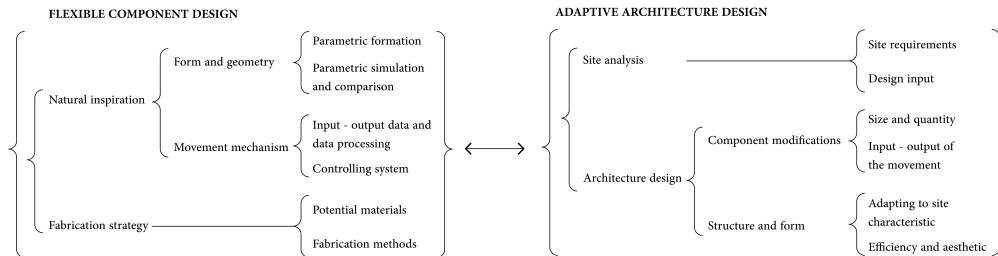 FLEXIBLE COMPONENT DESIGN
Natural inspiration
Form and geometry
Parametric formation
Parametric simulation
and comparison
Movement mechanism
Input - output data and
data processing
Controlling system
Fabrication strategy
Potential materials
Fabrication methods
ADAPTIVE ARCHITECTURE DESIGN
Site analysis
Site requirements
Design input
Architecture design
Component modifications
Size and quantity
Input - output of
the movement
Structure and form
Adapting to site
characteristic
Efficiency and aesthetic